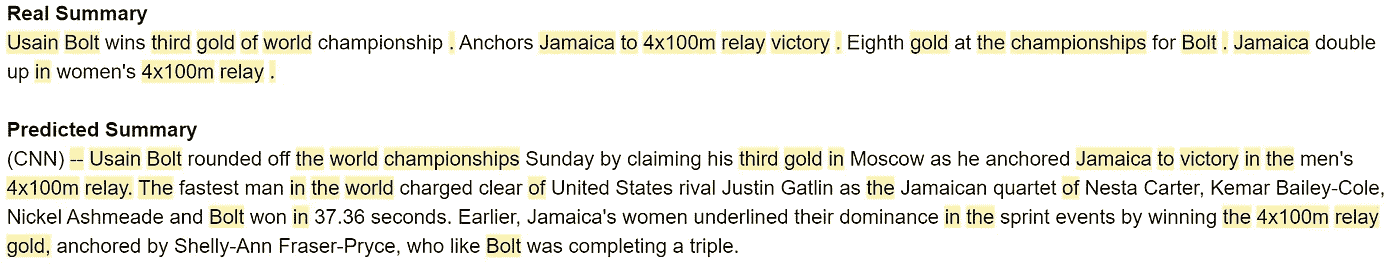 Real Summary
Usain Bolt wins third gold of world championship . Anchors Jamaica to 4x100m relay victory . Eighth gold at the championships for Bolt . Jamaica double
up in women's 4x100m relay .
Predicted Summary
(CNN) -- Usain Bolt rounded off the world championships Sunday by claiming his third gold in Moscow as he anchored Jamaica to victory in the men's
4x100m relay. The fastest man in the world charged clear of United States rival Justin Gatlin as the Jamaican quartet of Nesta Carter, Kemar Bailey-Cole,
Nickel Ashmeade and Bolt won in 37.36 seconds. Earlier, Jamaica's women underlined their dominance in the sprint events by winning the 4x100m relay
gold, anchored by Shelly-Ann Fraser-Pryce, who like Bolt was completing a triple.